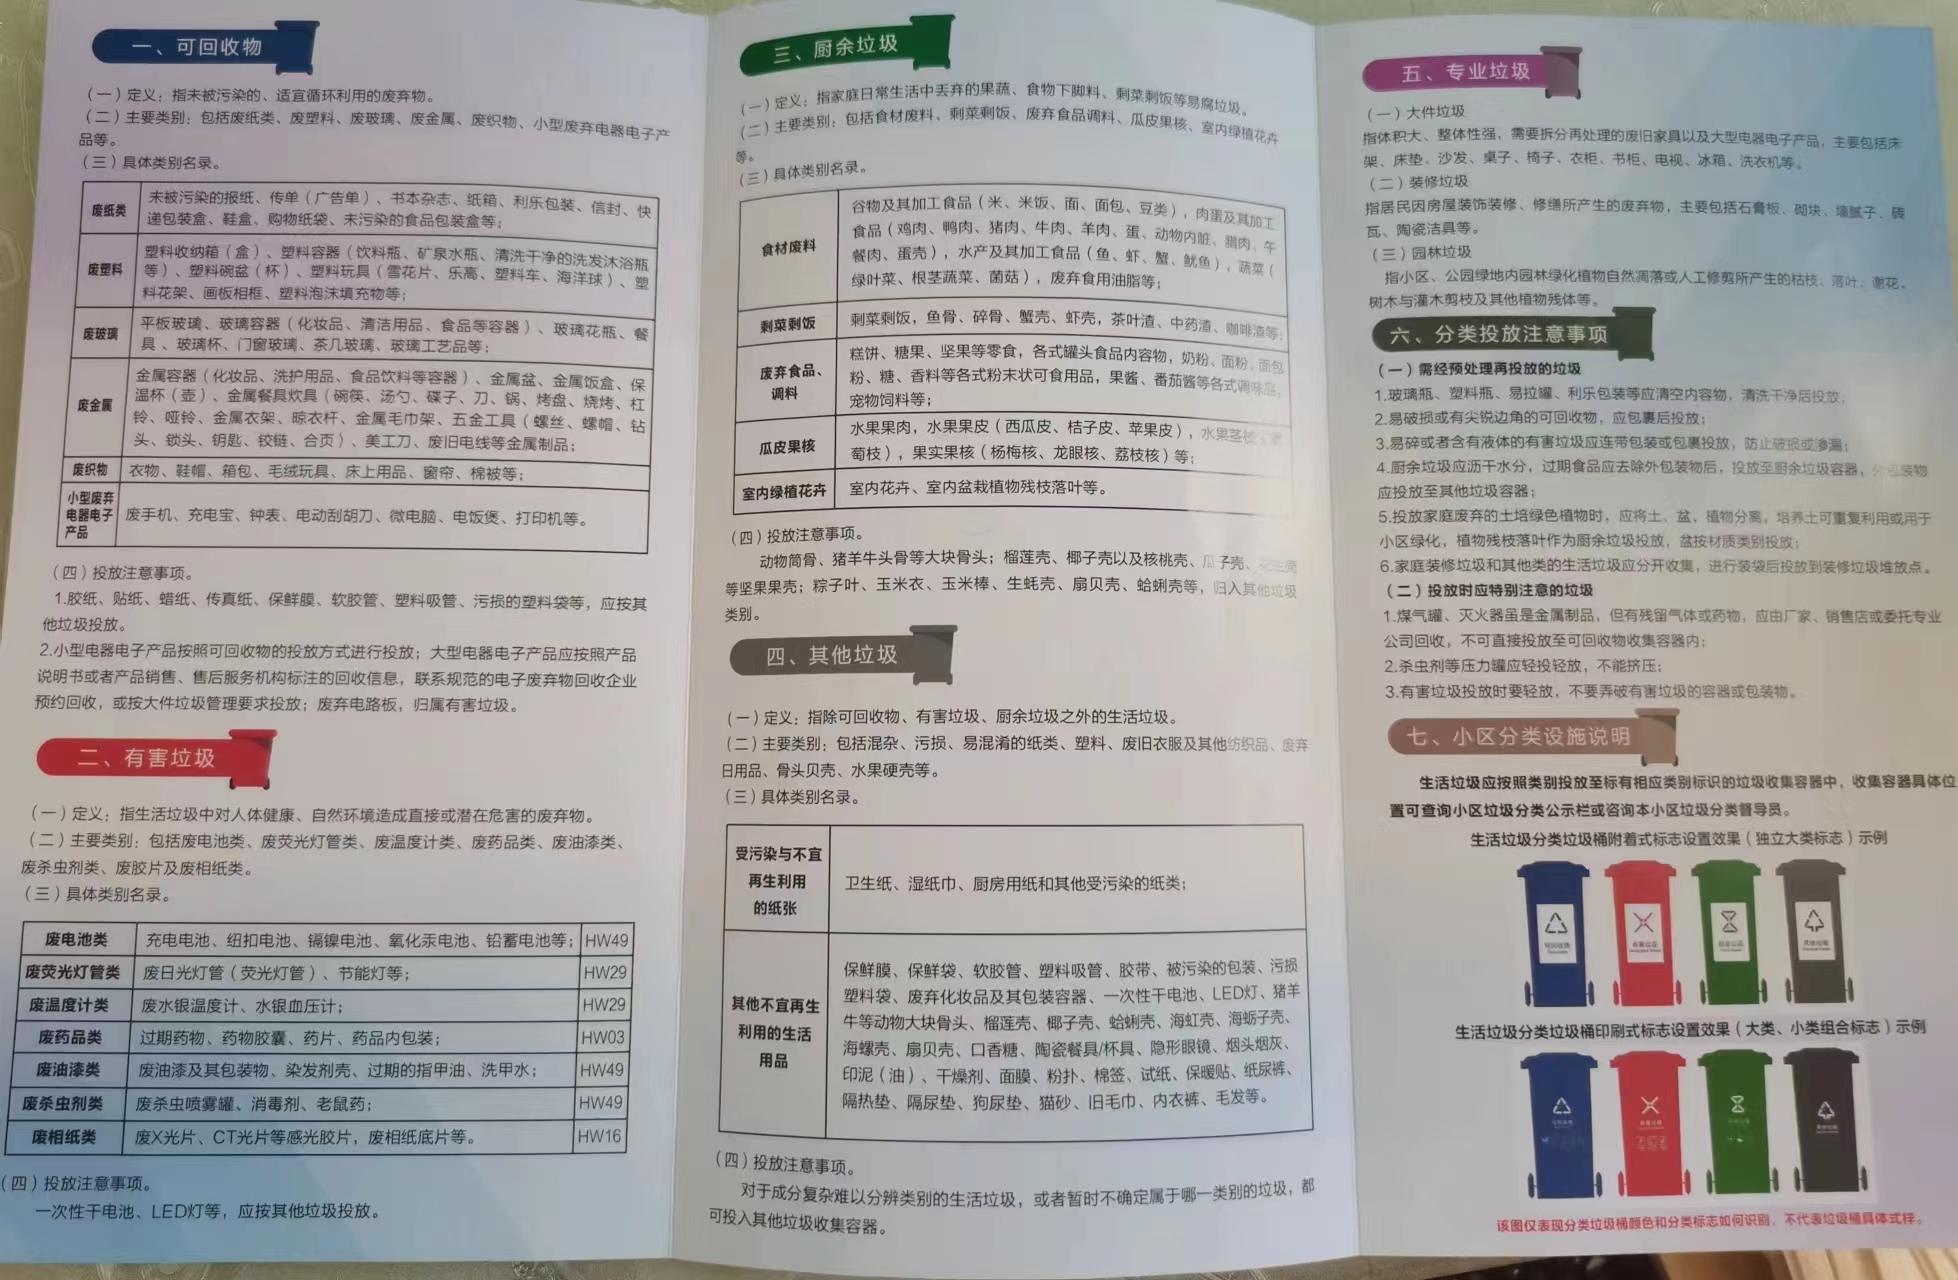 一、可回收物
（一）定义：指未被污染的、适宜循环利用的废弃物。
（二）主要类别：包括废纸类、废塑料、废玻璃、废金属、废织物、小型废弃电器电子产
品等。
（三）具体类别名录。
废纸类
未被污染的报纸、传单（广告单）、书本杂志、纸箱、利乐包装、信封、快
递包装盒、鞋盒、购物纸袋、未污染的食品包装盒等；
废塑料
塑料收纳箱（盒）、塑料容器（饮料瓶、矿泉水瓶、清洗干净的洗发沐浴瓶
等）、塑料碗盆（杯）、塑料玩具（雪花片、乐高、塑料车、海洋球）、塑
料花架、画板相框、塑料泡沫填充物等；
废玻璃
平板玻璃、玻璃容器（化妆品、清洁用品、食品等容器）、玻璃花瓶、餐
具、玻璃杯、门窗玻璃、茶几玻璃、玻璃工艺品等；
废金属
金属容器（化妆品、洗护用品、食品饮料等容器）、金属盆、金属饭盒、保
温杯（壶）、金属餐具炊具（碗筷、汤勺、碟子、刀、锅、烤盘、烧烤、杠
铃、哑铃、金属衣架、晾衣杆、金属毛巾架、五金工具（螺丝、螺帽、钻
头、锁头、钥匙、铰链、合页）、美工刀、废旧电线等金属制品；
废织物
衣物、鞋帽、箱包、毛绒玩具、床上用品、窗帘、棉被等；
小型废弃
电器电子
产品
废手机、充电宝、钟表、电动刮胡刀、微电脑、电饭煲、打印机等。
（四）投放注意事项。
1.胶纸、贴纸、蜡纸、传真纸、保鲜膜、软胶管、塑料吸管、污损的塑料袋等，应按其
他垃圾投放。
2.小型电器电子产品按照可回收物的投放方式进行投放；大型电器电子产品应按照产品
说明书或者产品销售、售后服务机构标注的回收信息，联系规范的电子废弃物回收企业
预约回收，或按大件垃圾管理要求投放；废弃电路板，归属有害垃圾。
二、有害垃圾
（一）定义：指生活垃圾中对人体健康、自然环境造成直接或潜在危害的废弃物。
（二）主要类别：包括废电池类、废荧光灯管类、废温度计类、废药品类、废油漆类、
废杀虫剂类、废胶片及废相纸类。
（三）具体类别名录。
废电池类 充电电池、纽扣电池、镉镍电池、氧化汞电池、铅蓄电池等； HW49
废荧光灯管类 废日光灯管（荧光灯管）、节能灯等； HW29
废温度计类 废水银温度计、水银血压计； HW29
废药品类 过期药物、药物胶囊、药片、药品内包装； HW03
废油漆类 废油漆及其包装物、染发剂壳、过期的指甲油、洗甲水； HW49
废杀虫剂类 废杀虫喷雾罐、消毒剂、老鼠药； HW49
废相纸类 废X光片、CT光片等感光胶片，废相纸底片等。 HW16
（四）投放注意事项。
一次性干电池、LED灯等，应按其他垃圾投放。
三、厨余垃圾
（一）定义：指家庭日常生活中丢弃的果蔬、食物下脚料、剩菜剩饭等易腐垃圾。
（二）主要类别：包括食材废料、剩菜剩饭、废弃食品调料、瓜皮果核、室内绿植花卉
等。
（三）具体类别名录。
食材废料
谷物及其加工食品（米、米饭、面、面包、豆类），肉蛋及其加工
食品（鸡肉、鸭肉、猪肉、牛肉、羊肉、蛋、动物内脏、腊肉、午
餐肉、蛋壳），水产及其加工食品（鱼、虾、蟹、鱿鱼），蔬菜（
绿叶菜、根茎蔬菜、菌菇），废弃食用油脂等；
剩菜剩饭
剩菜剩饭，鱼骨、碎骨、蟹壳、虾壳，茶叶渣、中药渣、咖啡渣等；
废弃食品、
调料
糕饼、糖果、坚果等零食，各式罐头食品内容物，奶粉、面粉、面包
粉、糖、香料等各式粉末状可食用品，果酱、番茄酱等各式调味品，
宠物饲料等；
瓜皮果核
水果果肉，水果果皮（西瓜皮、桔子皮、苹果皮），水果茎枝
萄枝），果实果核（杨梅核、龙眼核、荔枝核）等；
室内绿植花卉
室内花卉、室内盆栽植物残枝落叶等。
（四）投放注意事项。
动物筒骨、猪羊牛头骨等大块骨头；榴莲壳、椰子壳以及核桃壳、瓜子壳、
等坚果果壳；粽子叶、玉米衣、玉米棒、生蚝壳、扇贝壳、蛤蜊壳等，归入其他垃圾
类别。
四、其他垃圾
（一）定义：指除可回收物、有害垃圾、厨余垃圾之外的生活垃圾。
（二）主要类别：包括混杂、污损、易混淆的纸类、塑料、废旧衣服及其他纺织品、废弃
日用品、骨头贝壳、水果硬壳等。
（三）具体类别名录。
受污染与不宜
再生利用
的纸张
卫生纸、湿纸巾、厨房用纸和其他受污染的纸类；
其他不宜再生
利用的生活
用品
保鲜膜、保鲜袋、软胶管、塑料吸管、胶带、被污染的包装、污损
塑料袋、废弃化妆品及其包装容器、一次性干电池、LED灯、猪羊
牛等动物大块骨头、榴莲壳、椰子壳、蛤蜊壳、海虹壳、海蛎子壳、
海螺壳、扇贝壳、口香糖、陶瓷餐具/杯具、隐形眼镜、烟头烟灰、
印泥（油）、干燥剂、面膜、粉扑、棉签、试纸、保暖贴、纸尿裤、
隔热垫、隔尿垫、狗尿垫、猫砂、旧毛巾、内衣裤、毛发等。
（四）投放注意事项。
对于成分复杂难以分辨类别的生活垃圾，或者暂时不确定属于哪一类别的垃圾，都
可投入其他垃圾收集容器。
五、专业垃圾
（一）大件垃圾
指体积大、整体性强，需要拆分再处理的废旧家具以及大型电器电子产品，主要包括床
架、床垫、沙发、桌子、椅子、衣柜、书柜、电视、冰箱、洗衣机等。
（二）装修垃圾
指居民因房屋装饰装修、修缮所产生的废弃物，主要包括石膏板、砌块、墙腻子、砖
瓦、陶瓷洁具等。
（三）园林垃圾
指小区、公园绿地内园林绿化植物自然凋落或人工修剪所产生的枯枝、落叶、谢花、
树木与灌木剪枝及其他植物残体等。
六、分类投放注意事项
（一）需经预处理再投放的垃圾
1.玻璃瓶、塑料瓶、易拉罐、利乐包装等应清空内容物，清洗干净后投放；
2.易破损或有尖锐边角的可回收物，应包裹后投放；
3.易碎或者含有液体的有害垃圾应连带包装或包裹投放，防止破损或渗漏；
4.厨余垃圾应沥干水分，过期食品应去除外包装物后，投放至厨余垃圾容器，外包装物
应投放至其他垃圾容器；
5.投放家庭废弃的土培绿色植物时，应将土、盆、植物分离，培养土可重复利用或用于
小区绿化，植物残枝落叶作为厨余垃圾投放，盆按材质类别投放；
6.家庭装修垃圾和其他类的生活垃圾应分开收集，进行装袋后投放到装修垃圾堆放点。
（二）投放时应特别注意的垃圾
1.煤气罐、灭火器虽是金属制品，但有残留气体或药物，应由厂家、销售店或委托专业
公司回收，不可直接投放至可回收物收集容器内；
2.杀虫剂等压力罐应轻投轻放，不能挤压；
3.有害垃圾投放时要轻放，不要弄破有害垃圾的容器或包装物。
七、小区分类设施说明
生活垃圾应按照类别投放至标有相应类别标识的垃圾收集容器中，收集容器具体位
置可查询小区垃圾分类公示栏或咨询本小区垃圾分类督导员。
生活垃圾分类垃圾桶附着式标志设置效果（独立大类标志）示例
可回收物 有害垃圾 厨余垃圾 其他垃圾
生活垃圾分类垃圾桶印刷式标志设置效果（大类、小类组合标志）示例
该图仅表现分类垃圾桶颜色和分类标志如何识别，不代表垃圾桶具体式样。